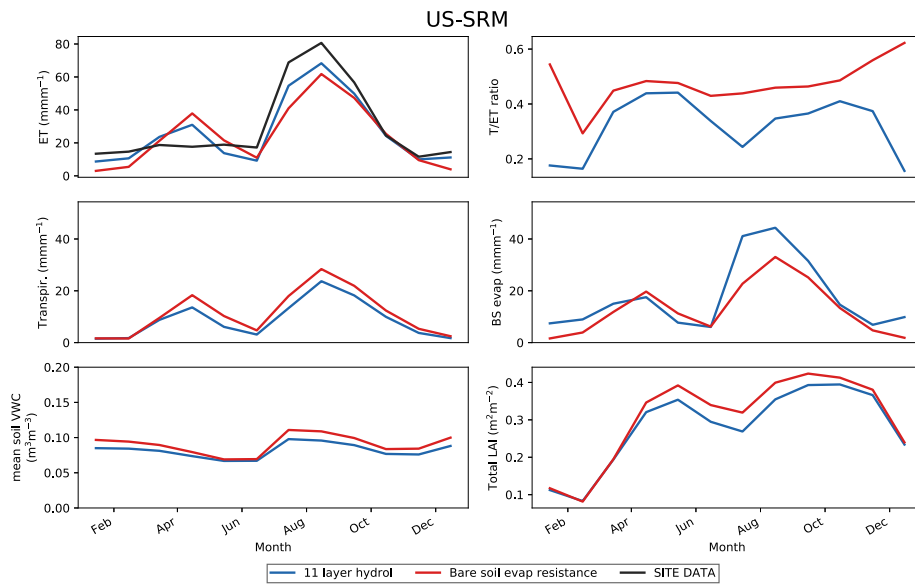 US-SRM
ET (mmm−1)
80
60
40
20
0
T/ET ratio
0.6
0.4
0.2
Transpir. (mmm−1)
40
20
0
BS evap (mmm−1)
40
20
0
mean soil VWC
(m3m−3)
0.20
0.15
0.10
0.05
0.00
Feb Apr Jun Aug Oct Dec
Month
Total LAI (m2m−2)
0.4
0.3
0.2
0.1
Feb Apr Jun Aug Oct Dec
Month
11 layer hydrol Bare soil evap resistance SITE DATA